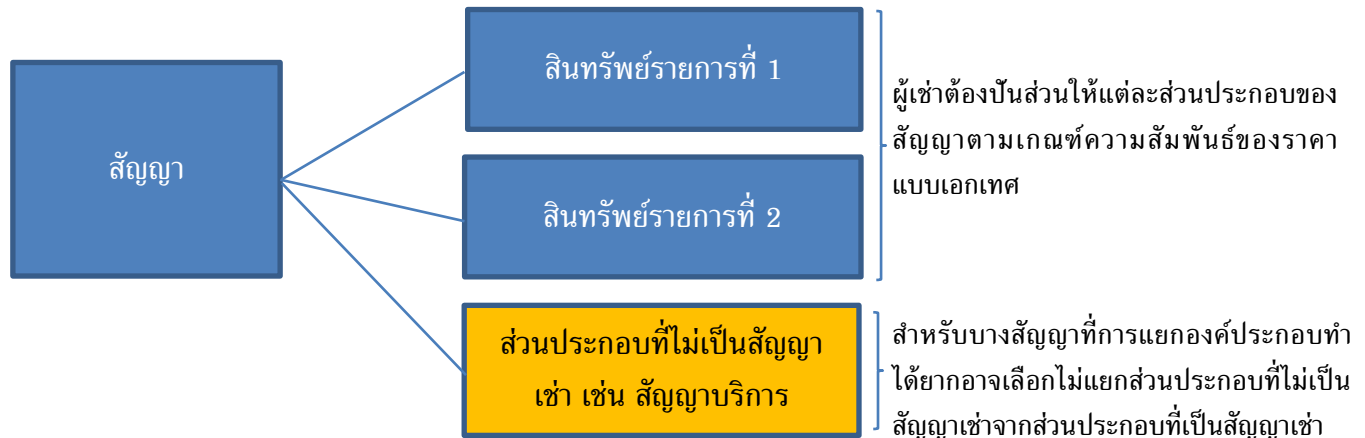 สัญญา
สินทรัพย์รายการที่ 1
สินทรัพย์รายการที่ 2
ส่วนประกอบที่ไม่เป็นสัญญา
เช่า เช่น สัญญาบริการ
ผู้เช่าต้องปันส่วนให้แต่ละส่วนประกอบของ
สัญญาตามเกณฑ์ความสัมพันธ์ของราคา
แบบเอกเทศ
สำหรับบางสัญญาที่การแยกองค์ประกอบทำ
ได้ยากอาจเลือกไม่แยกส่วนประกอบที่ไม่เป็น
สัญญาเช่าจากส่วนประกอบที่เป็นสัญญาเช่า